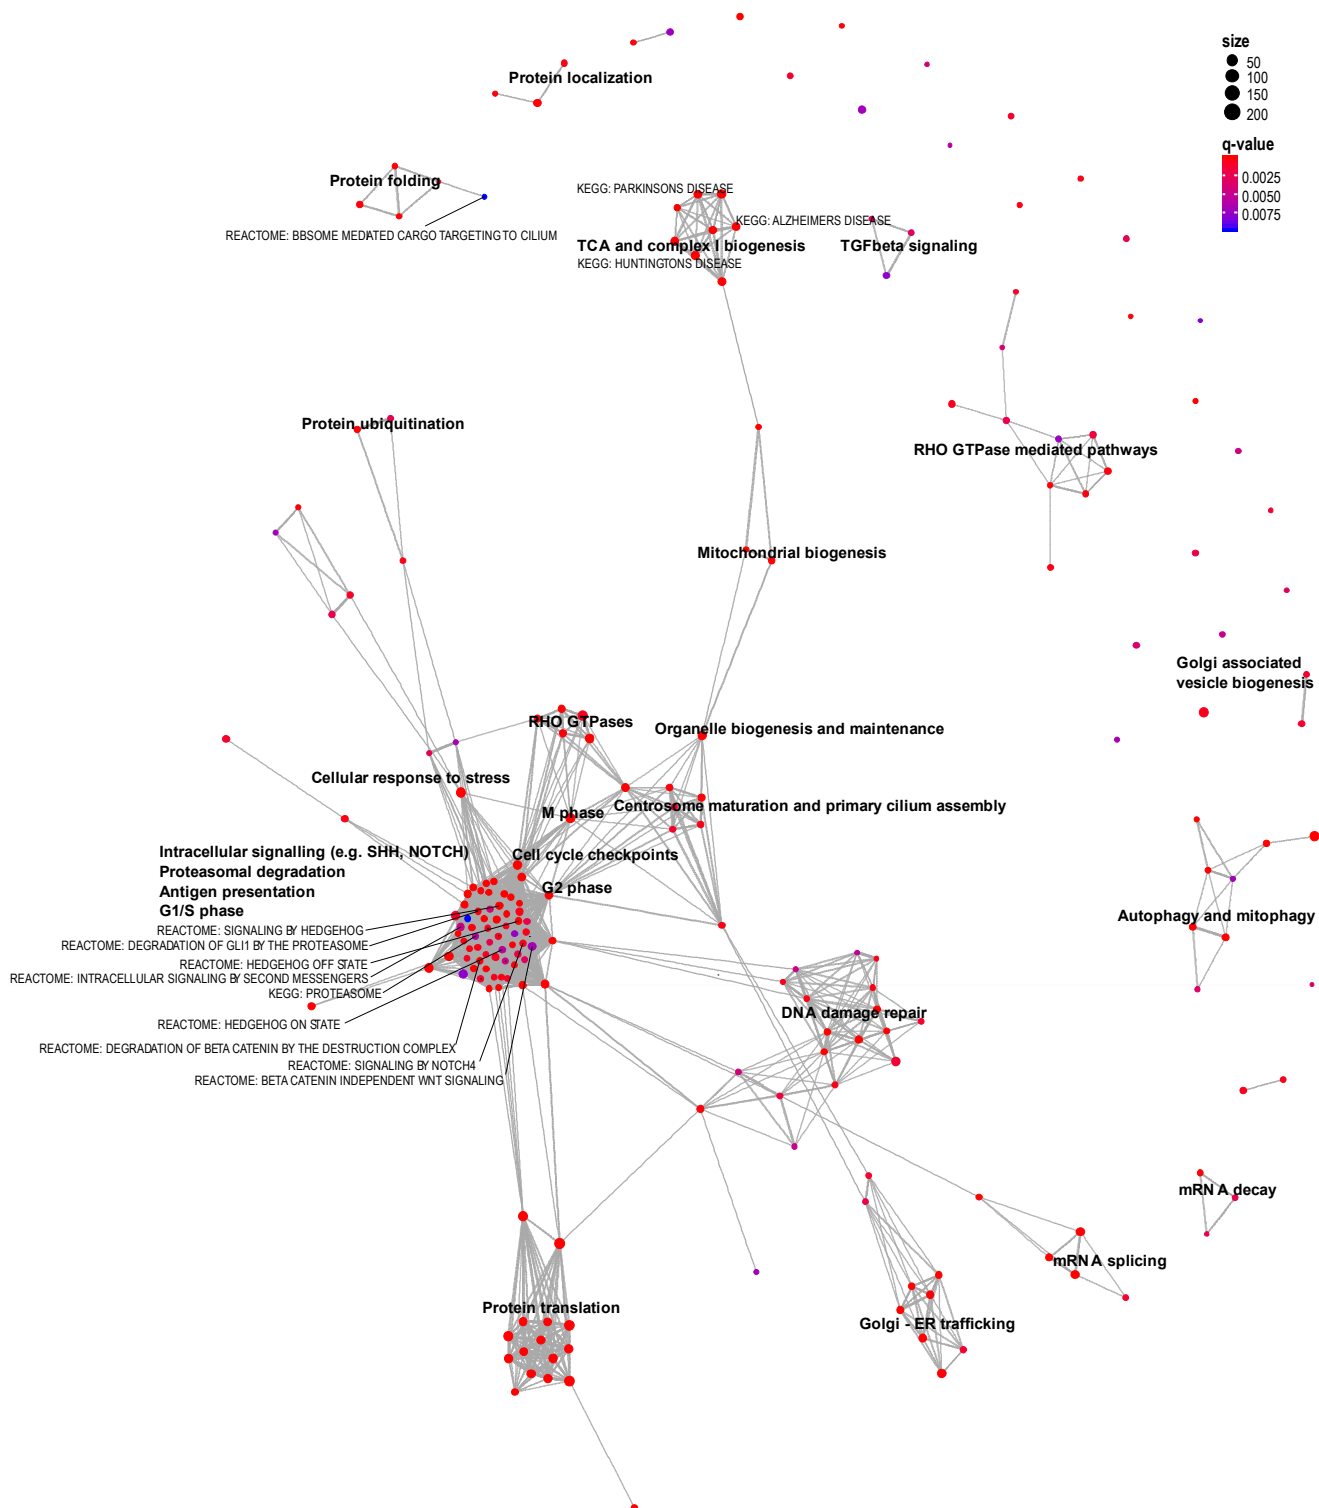 size
50
100
150
200
q-value
0.0025
0.0050
0.0075
Protein localization
Protein folding
REACTOME: BBSOME MEDIATED CARGO TARGETING TO CILIUM
KEGG: PARKINSONS DISEASE
KEGG: ALZHEIMERS DISEASE
TCA and complex I biogenesis
KEGG: HUNTINGTONS DISEASE
TGFbeta signaling
Protein ubiquitination
RHO GTPase mediated pathways
Mitochondrial biogenesis
Golgi associated
vesicle biogenesis
RHO GTPases
Organelle biogenesis and maintenance
Cellular response to stress
M phase
Centrosome maturation and primary cilium assembly
Cell cycle checkpoints
G2 phase
Intracellular signalling (e.g. SHH, NOTCH)
Proteasomal degradation
Antigen presentation
G1/S phase
REACTOME: SIGNALING BY HEDGEHOG
REACTOME: DEGRADATION OF GLI1 BY THE PROTEASOME
REACTOME: HEDGEHOG OFF STATE
REACTOME: INTRACELLULAR SIGNALING BY SECOND MESSENGERS
KEGG: PROTEASOME
REACTOME: HEDGEHOG ON STATE
REACTOME: DEGRADATION OF BETA CATENIN BY THE DESTRUCTION COMPLEX
REACTOME: SIGNALING BY NOTCH4
REACTOME: BETA CATENIN INDEPENDENT WNT SIGNALING
Autophagy and mitophagy
DNA damage repair
mRNA decay
mRNA splicing
Protein translation
Golgi - ER trafficking